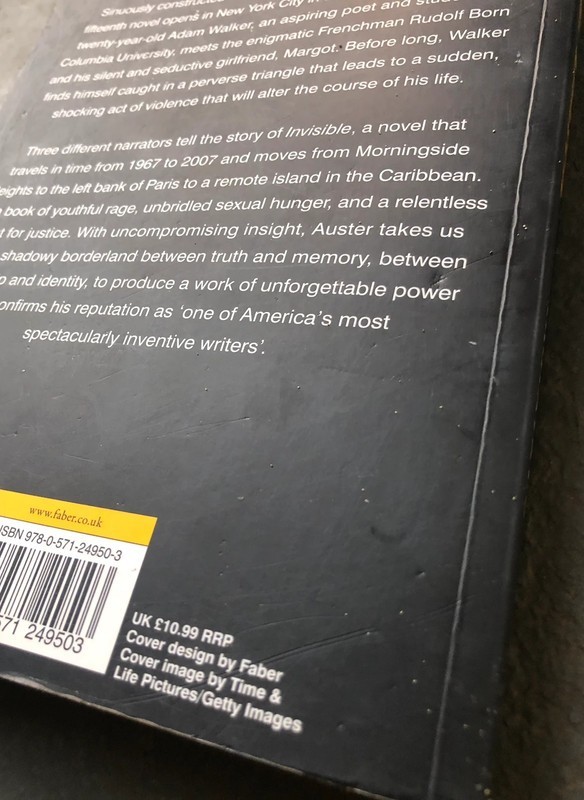 Sinuously constructed
fifteenth novel opens in New York City in
twenty-year-old Adam Walker, an aspiring poet and
Columbia University, meets the enigmatic Frenchman Rudolf Born
and his silent and seductive girlfriend, Margot. Before long, Walker
finds himself caught in a perverse triangle that leads to a sudden,
shocking act of violence that will alter the course of his life.
Three different narrators tell the story of Invisible, a novel that
travels in time from 1967 to 2007 and moves from Morningside
eights to the left bank of Paris to a remote island in the Caribbean.
book of youthful rage, unbridled sexual hunger, and a relentless
t for justice. With uncompromising insight, Auster takes us
shadowy borderland between truth and memory, between
p and identity, to produce a work of unforgettable power
onfirms his reputation as ‘one of America’s most
spectacularly inventive writers’.
www.faber.co.uk
ISBN 978-0-571-24950-3
571 249503
UK £10.99 RRP
Cover design by Faber
Cover image by Time &
Life Pictures/Getty Images